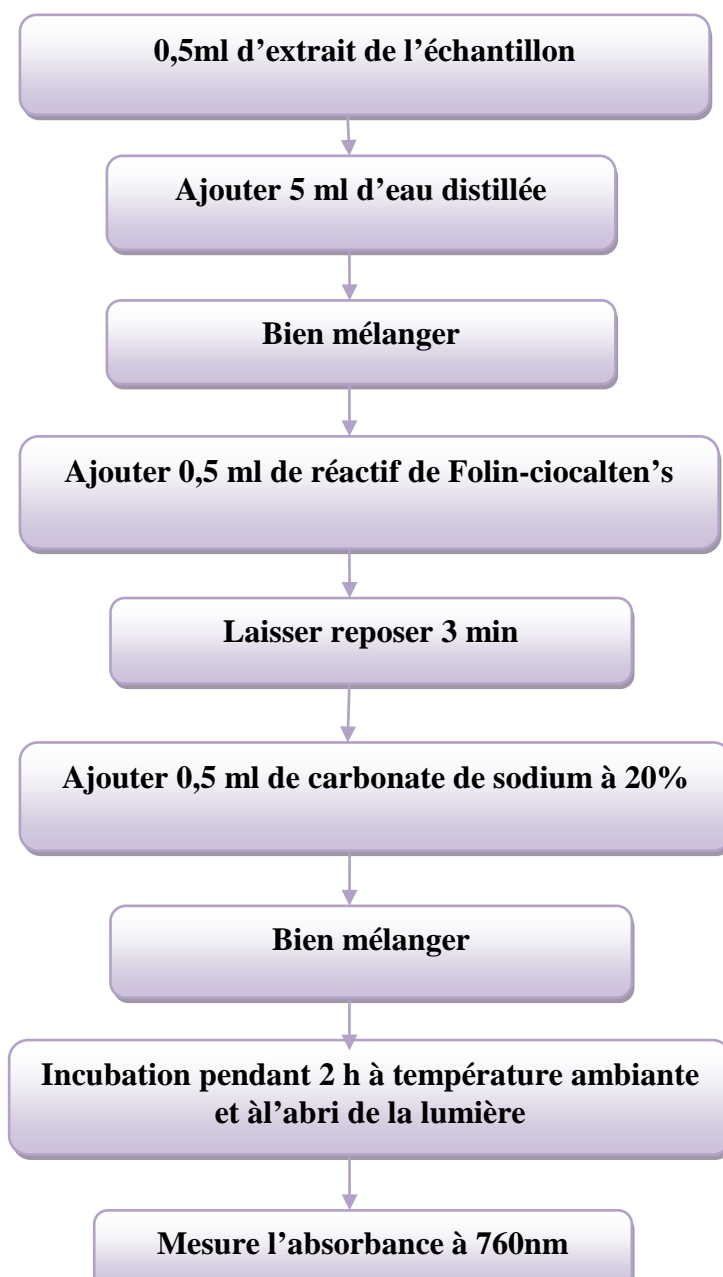 0,5ml d’extrait de l’échantillon
Ajouter 5 ml d’eau distillée
Bien mélanger
Ajouter 0,5 ml de réactif de Folin-ciocalten’s
Laisser reposer 3 min
Ajouter 0,5 ml de carbonate de sodium à 20%
Bien mélanger
Incubation pendant 2 h à température ambiante
et àl'abri de la lumière
Mesure l’absorbance à 760nm